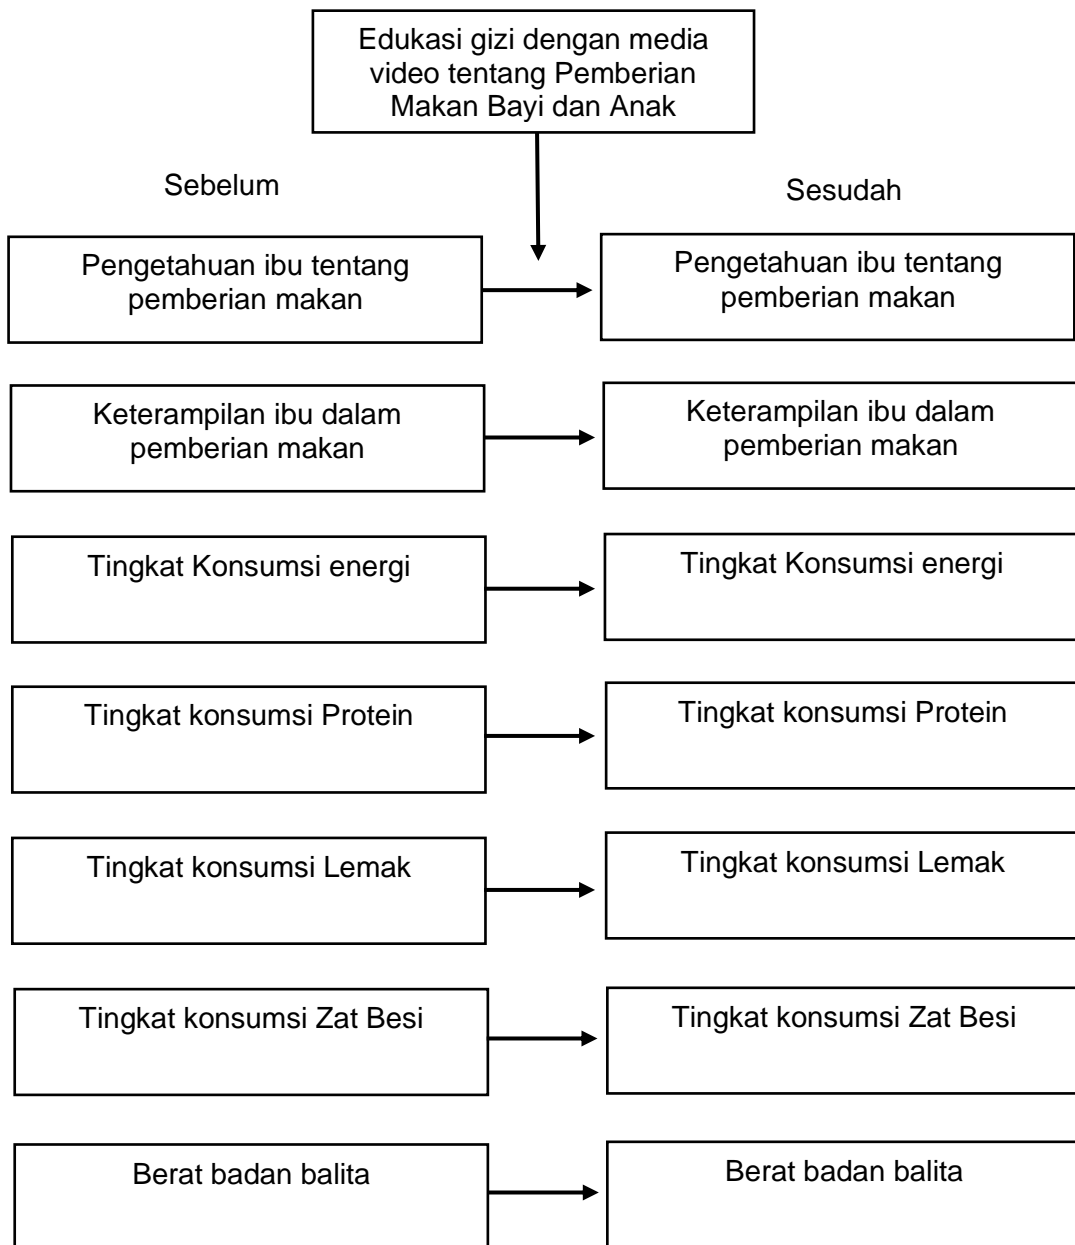 Edukasi gizi dengan media
video tentang Pemberian
Makan Bayi dan Anak
Sebelum
Sesudah
Pengetahuan ibu tentang
pemberian makan
Pengetahuan ibu tentang
pemberian makan
Keterampilan ibu dalam
pemberian makan
Keterampilan ibu dalam
pemberian makan
Tingkat Konsumsi energi
Tingkat Konsumsi energi
Tingkat konsumsi Protein
Tingkat konsumsi Protein
Tingkat konsumsi Lemak
Tingkat konsumsi Lemak
Tingkat konsumsi Zat Besi
Tingkat konsumsi Zat Besi
Berat badan balita
Berat badan balita